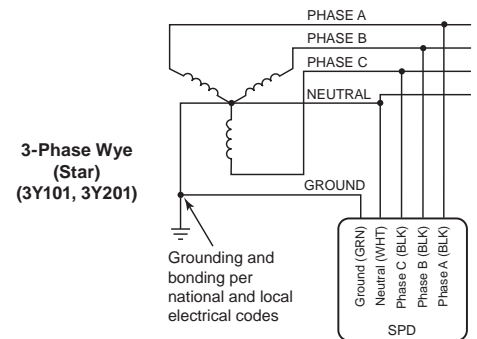 PHASE A
PHASE B
PHASE C
NEUTRAL
3-Phase Wye
(Star)
(3Y101, 3Y201)
GROUND
Grounding and
bonding per
national and local
electrical codes
Ground (GRN)
Neutral (WHT)
Phase C (BLK)
Phase B (BLK)
Phase A (BLK)
SPD